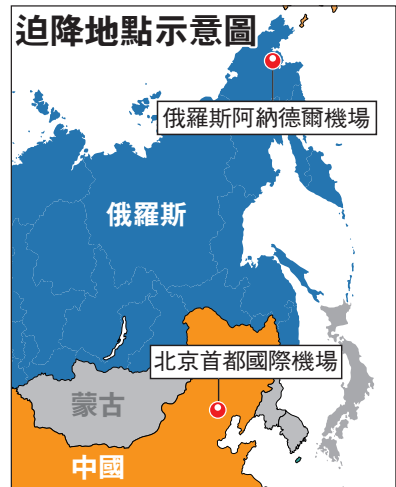 迫降地點示意圖
俄羅斯阿納德爾機場
俄羅斯
北京首都國際機場
蒙古
中國